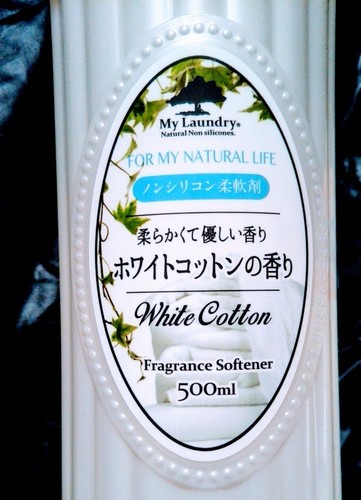 My Laundry®
Natural Non silicones.
FOR MY NATURAL LIFE
ノンシリコン柔軟剤
柔らかくて優しい香り
ホワイトコットンの香り
White Cotton
Fragrance Softener
500ml